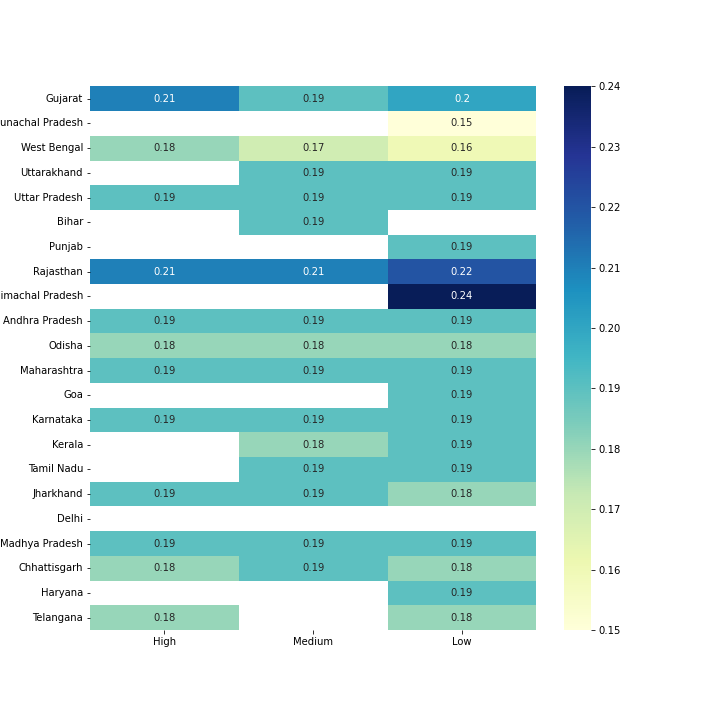 Gujarat 0.21 0.19 0.2
unachal Pradesh 0.15
West Bengal 0.18 0.17 0.16
Uttarakhand 0.19 0.19
Uttar Pradesh 0.19 0.19 0.19
Bihar 0.19
Punjab 0.19
Rajasthan 0.21 0.21 0.22
imachal Pradesh 0.24
Andhra Pradesh 0.19 0.19 0.19
Odisha 0.18 0.18 0.18
Maharashtra 0.19 0.19 0.19
Goa 0.19
Karnataka 0.19 0.19 0.19
Kerala 0.18 0.19
Tamil Nadu 0.19 0.19
Jharkhand 0.19 0.19 0.18
Delhi
Madhya Pradesh 0.19 0.19 0.19
Chhattisgarh 0.18 0.19 0.18
Haryana 0.19
Telangana 0.18 0.18
High Medium Low
0.24
0.23
0.22
0.21
0.20
0.19
0.18
0.17
0.16
0.15